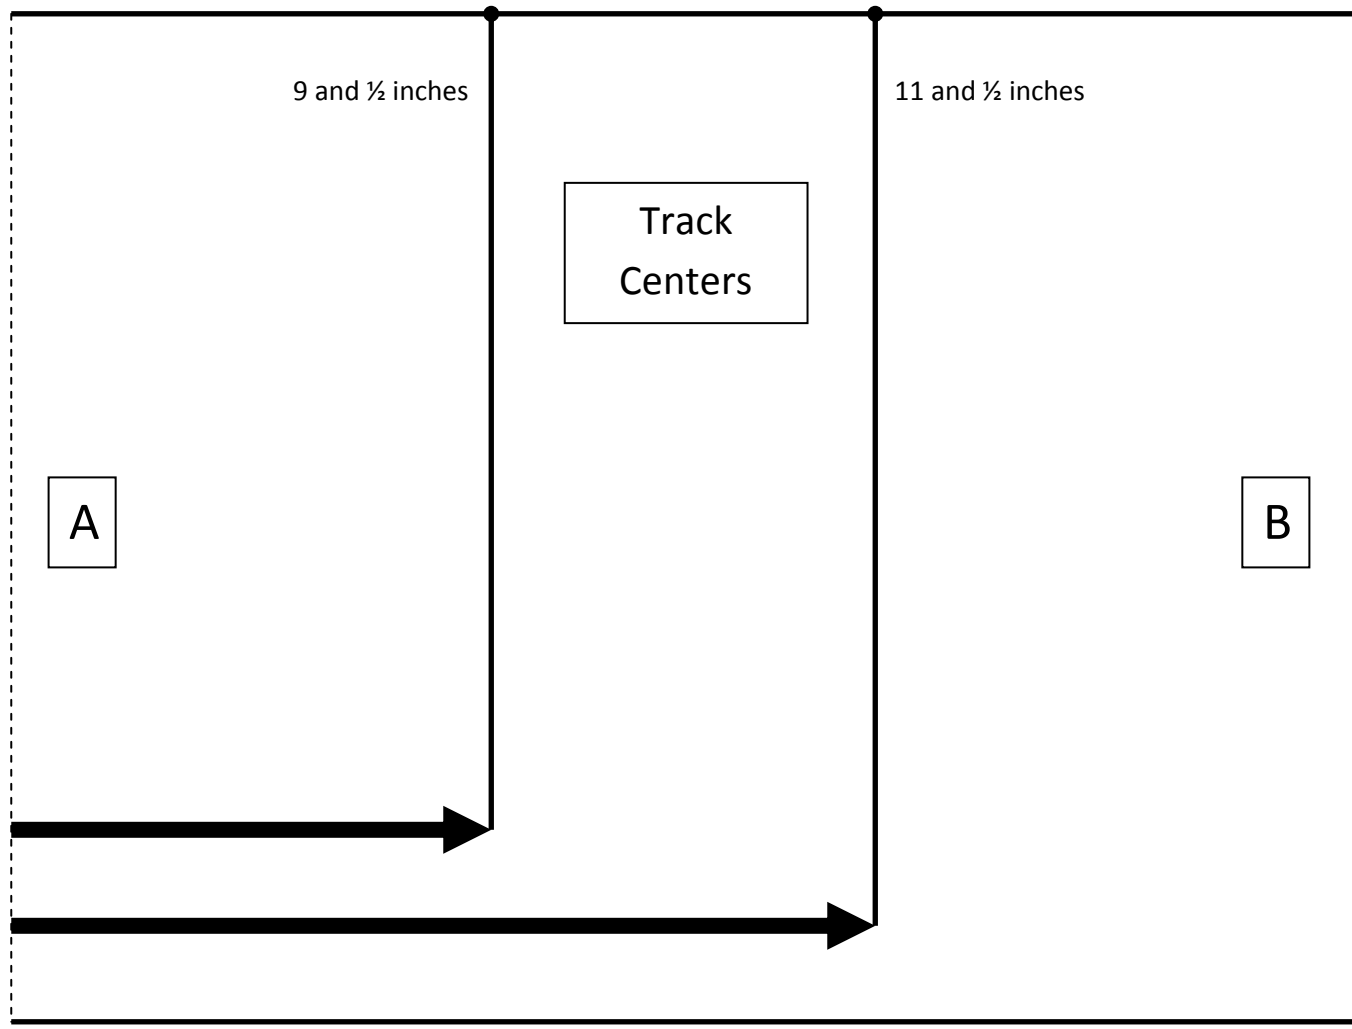 9 and ½ inches
11 and ½ inches
Track
Centers
A
B